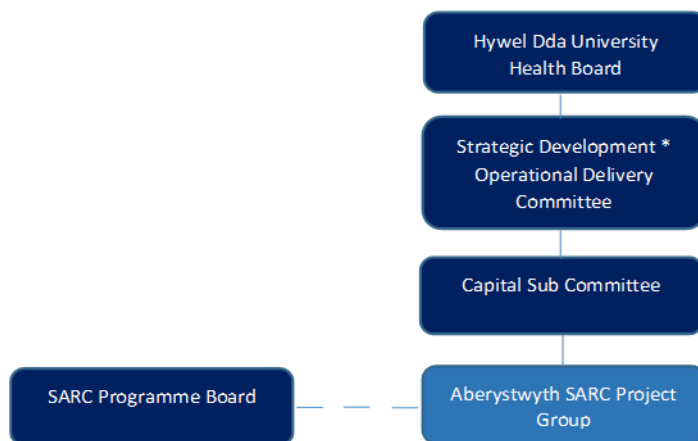 Hywel Dda University
Health Board
Strategic Development *
Operational Delivery
Committee
Capital Sub Committee
SARC Programme Board
Aberystwyth SARC Project
Group